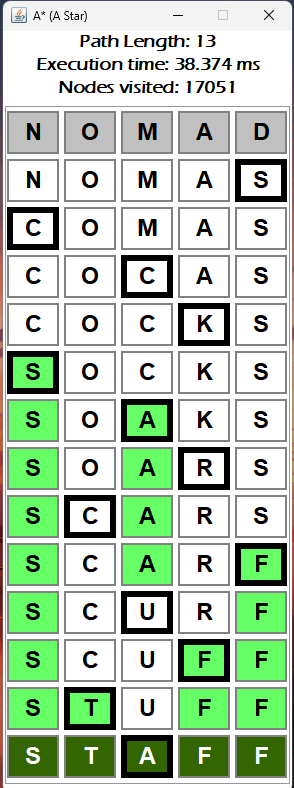 A* (A Star)
Path Length: 13
Execution time: 38.374 ms
Nodes visited: 17051
N O M A D
N O M A S
C O M A S
C O C A S
C O C K S
S O C K S
S O A K S
S O A R S
S C A R S
S C A R F
S C U R F
S C U F F
S T U F F
S T A F F